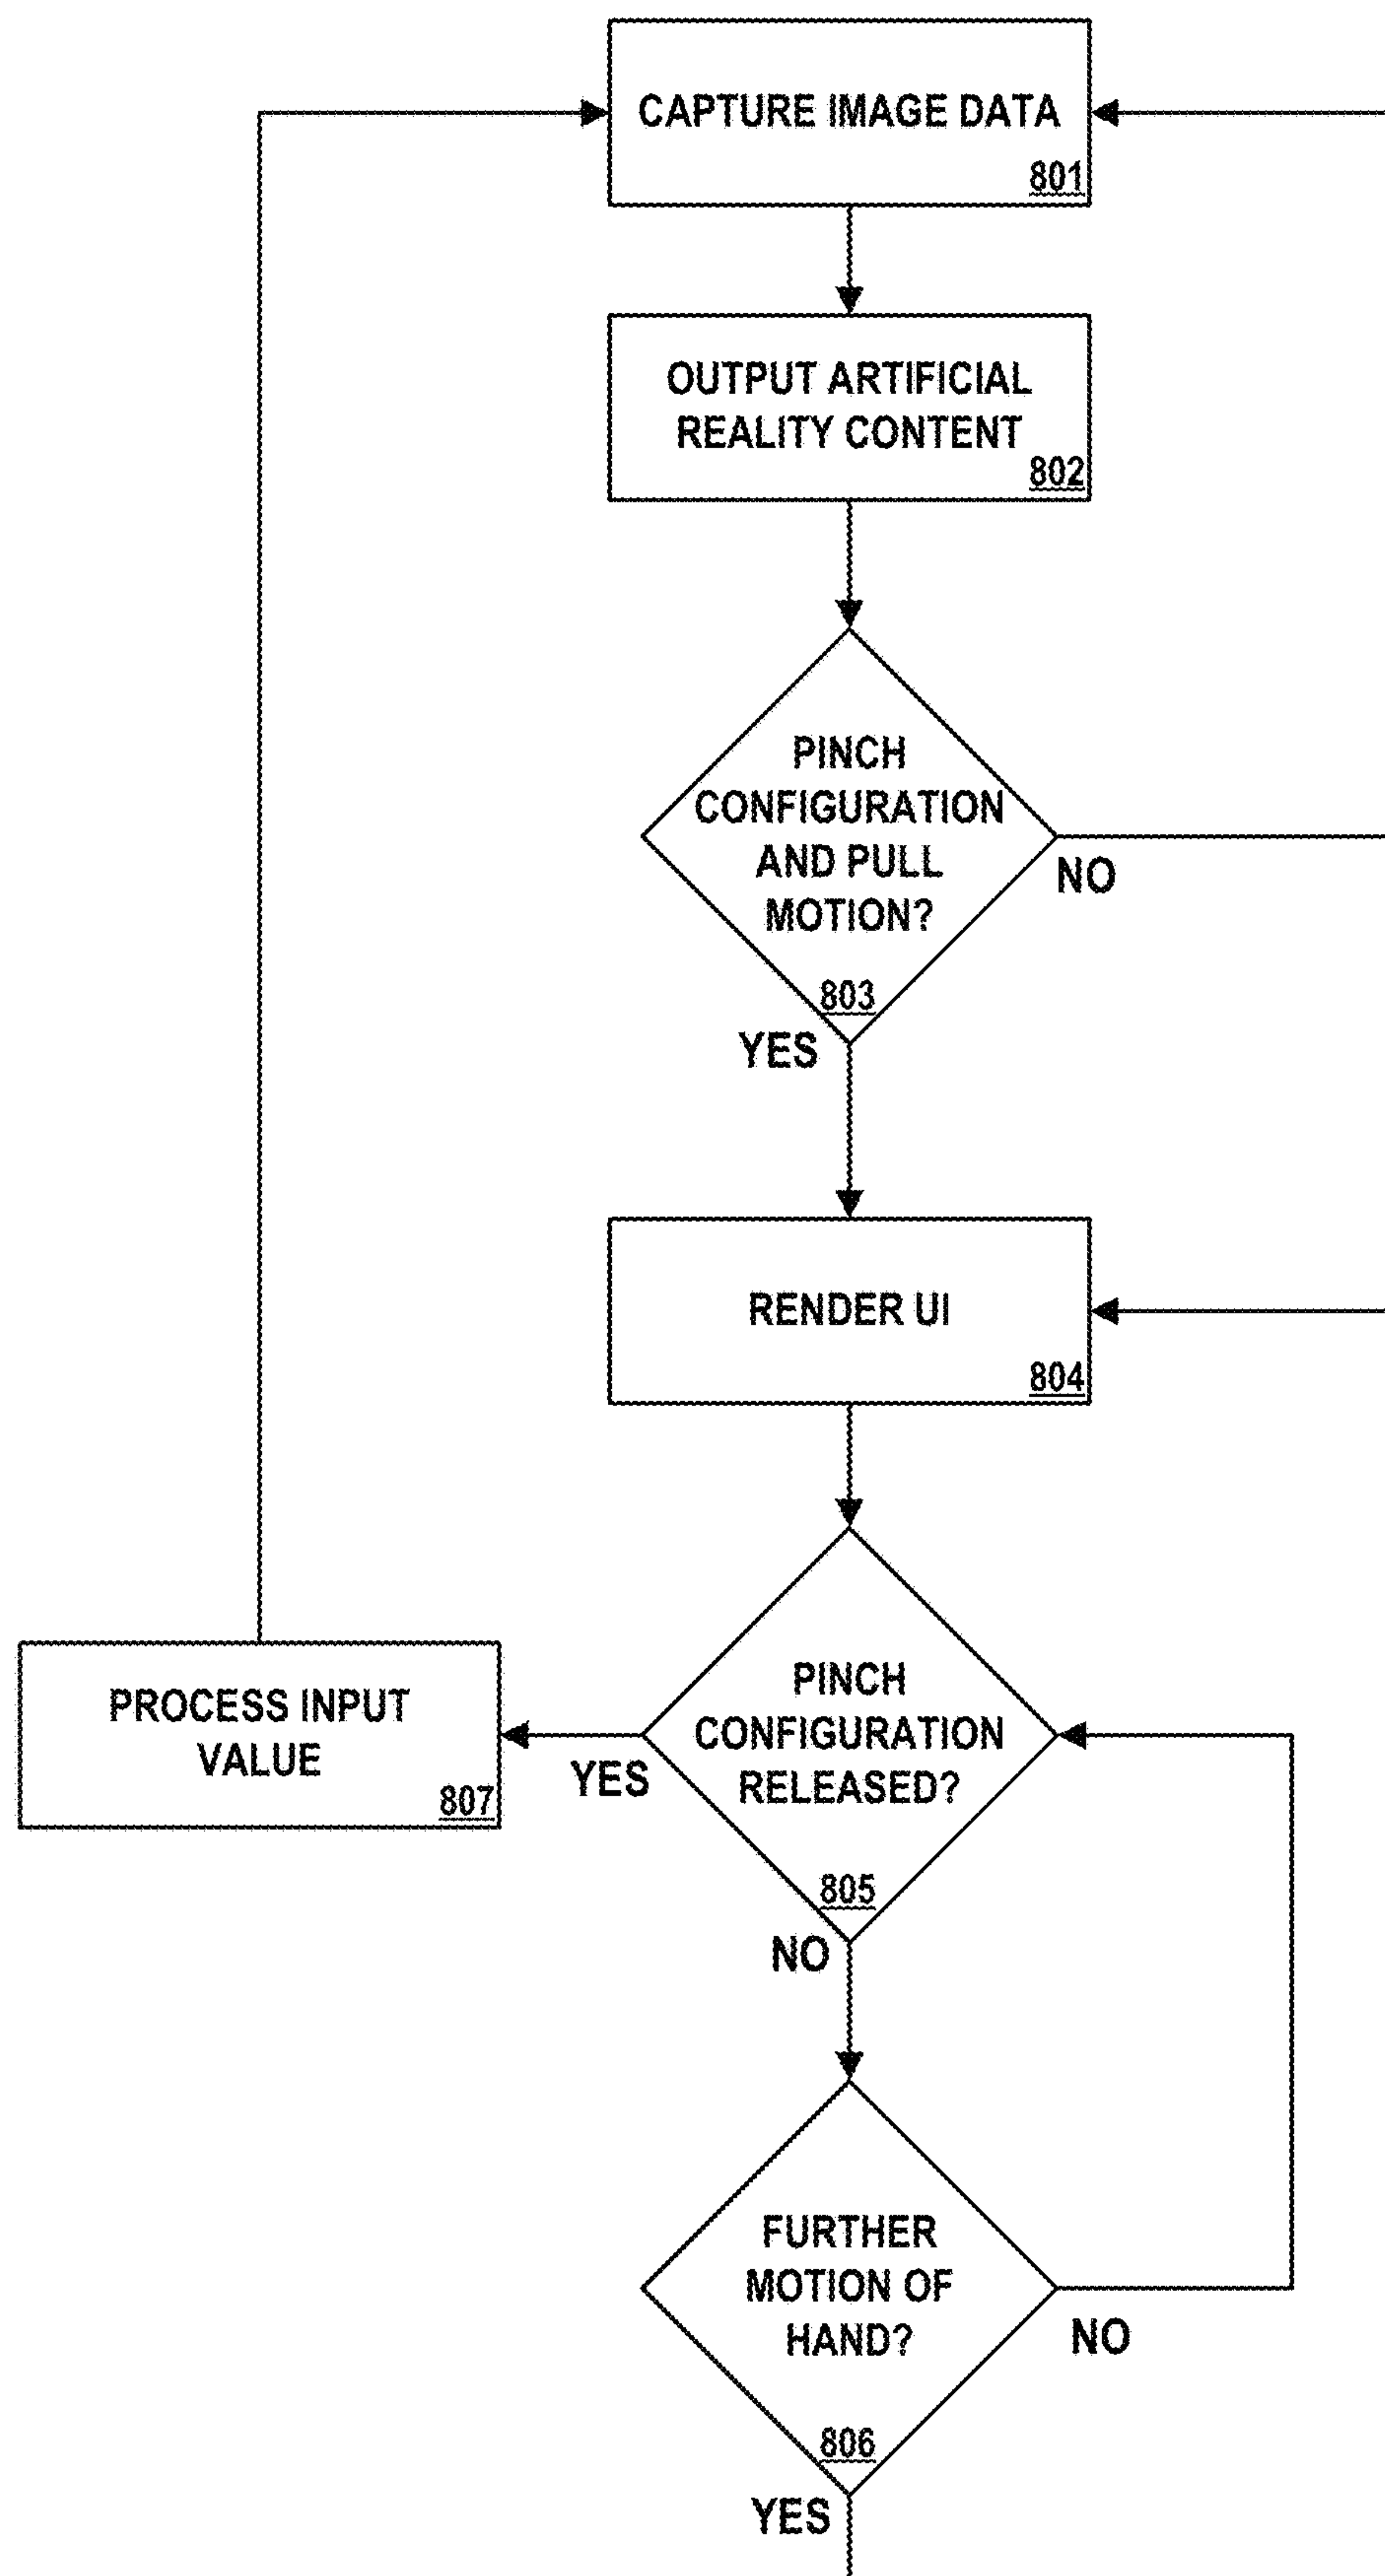 CAPTURE IMAGE DATA
801
OUTPUT ARTIFICIAL
REALITY CONTENT
802
PINCH
CONFIGURATION
AND PULL
MOTION?
803
NO
YES
RENDER UI
804
PINCH
CONFIGURATION
RELEASED?
805
YES
PROCESS INPUT
VALUE
807
NO
FURTHER
MOTION OF
HAND?
806
NO
YES